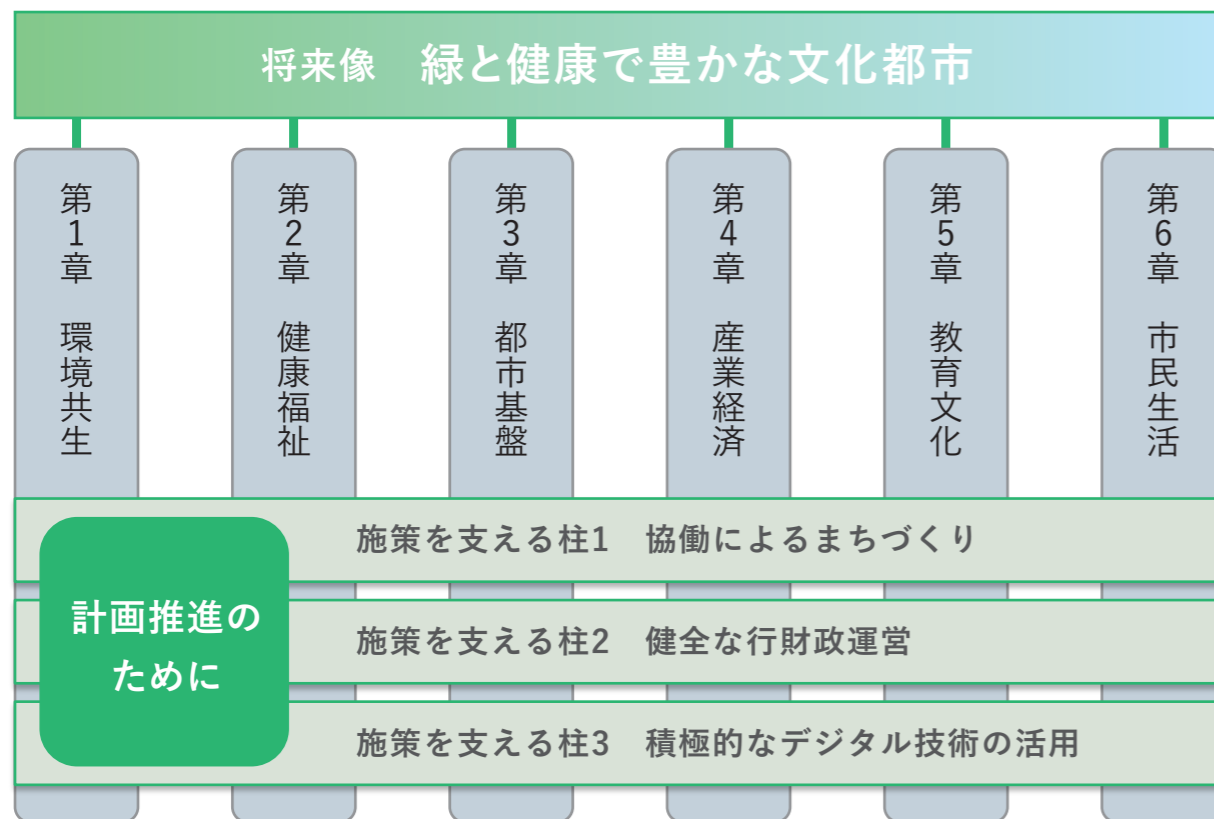 将来像　緑と健康で豊かな文化都市
第1章　環境共生
第2章　健康福祉
第3章　都市基盤
第4章　産業経済
第5章　教育文化
第6章　市民生活
計画推進の
ために
施策を支える柱1　協働によるまちづくり
施策を支える柱2　健全な行財政運営
施策を支える柱3　積極的なデジタル技術の活用